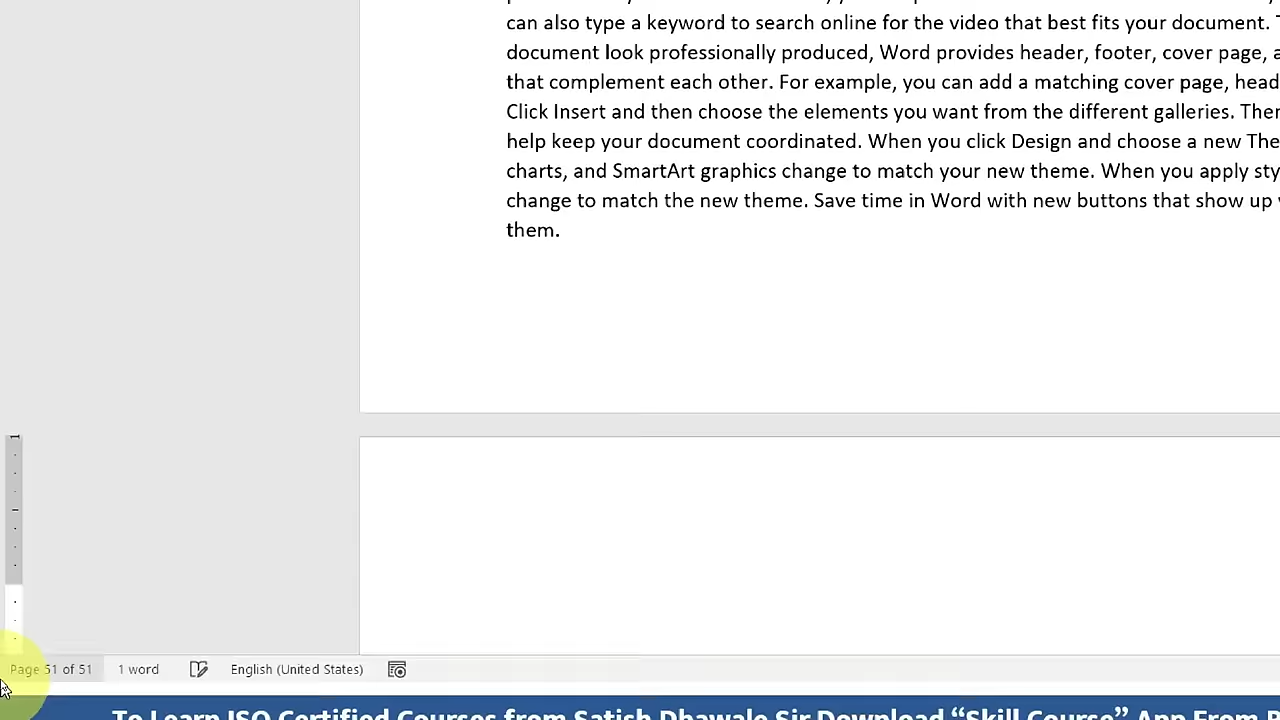 can also type a keyword to search online for the video that best fits your document.
document look professionally produced, Word provides header, footer, cover page,
that complement each other. For example, you can add a matching cover page,
Click Insert and then choose the elements you want from the different galleries.
help keep your document coordinated. When you click Design and choose a new
charts, and SmartArt graphics change to match your new theme. When you apply
change to match the new theme. Save time in Word with new buttons that show up
them.
Page 51 of 51 1 word English (United States)
To Learn ISO Certified Courses from Satish Dhawale Sir Download “Skill Course” App From